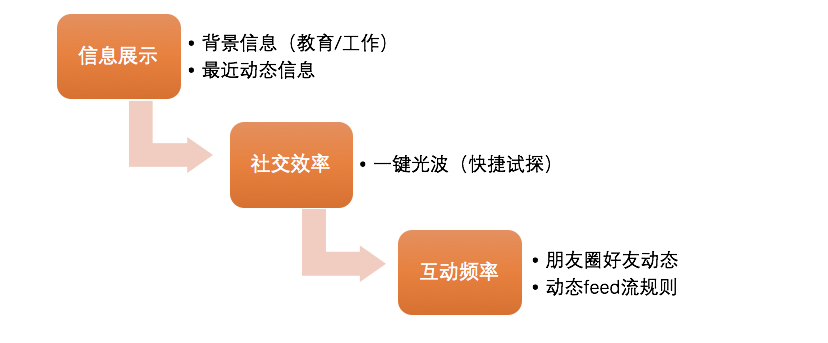 信息展示
• 背景信息（教育/工作）
• 最近动态信息
社交效率
• 一键光波（快捷试探）
互动频率
• 朋友圈好友动态
• 动态feed流规则